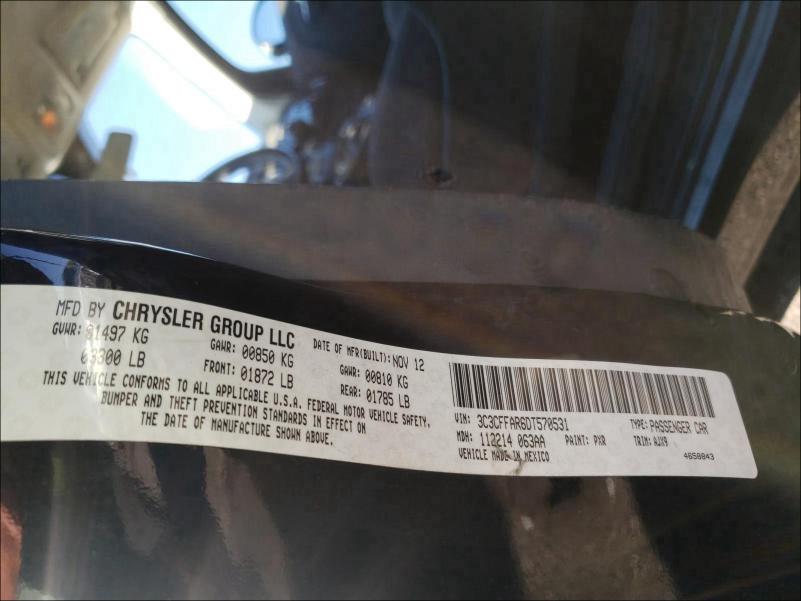 MFD BY CHRYSLER GROUP LLC
DATE OF MFR(BUILT): NOV 12
GVWR: 01497 KG
GAWR: 00850 KG
GAWR: 00810 KG
03300 LB
FRONT: 01872 LB
REAR: 01785 LB
THIS VEHICLE CONFORMS TO ALL APPLICABLE U.S.A. FEDERAL MOTOR VEHICLE SAFETY,
BUMPER AND THEFT PREVENTION STANDARDS IN EFFECT ON
THE DATE OF MANUFACTURE SHOWN ABOVE.
VIN: 3C3CFFAR6DT570531
TYPE: PASSENGER CAR
MDH: 112214 063AA
PAINT: PXR
TRIM: AJX9
VEHICLE MADE IN MEXICO
4658843